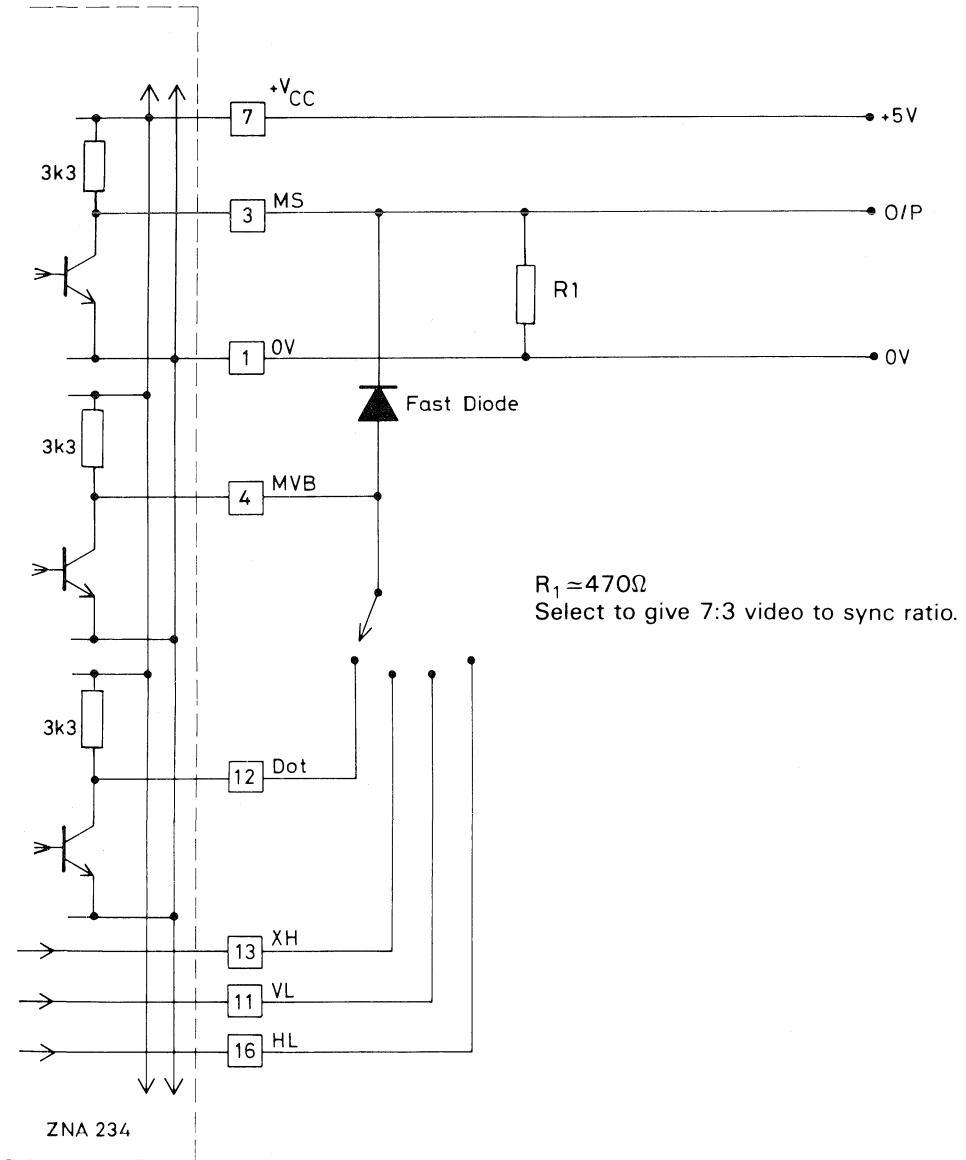 +VCC
7
+5V
3k3
MS
3
O/P
R1
0V
1
0V
Fast Diode
3k3
MVB
4
R1≃470Ω
Select to give 7:3 video to sync ratio.
3k3
Dot
12
XH
13
VL
11
HL
16
ZNA 234